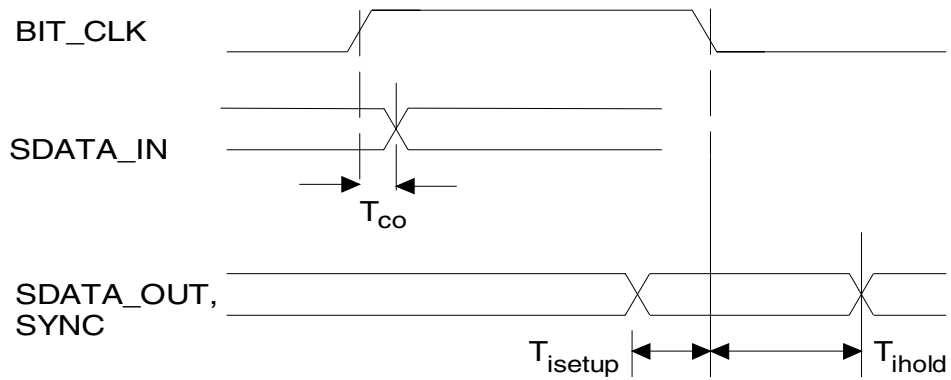 BIT_CLK
SDATA_IN
Tco
SDATA_OUT,
SYNC
Tisetup
Tihold